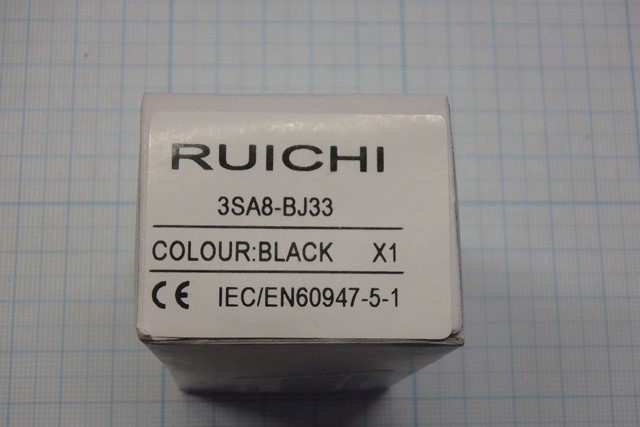 RUICHI
3SA8-BJ33
COLOUR:BLACK X1
CE IEC/EN60947-5-1